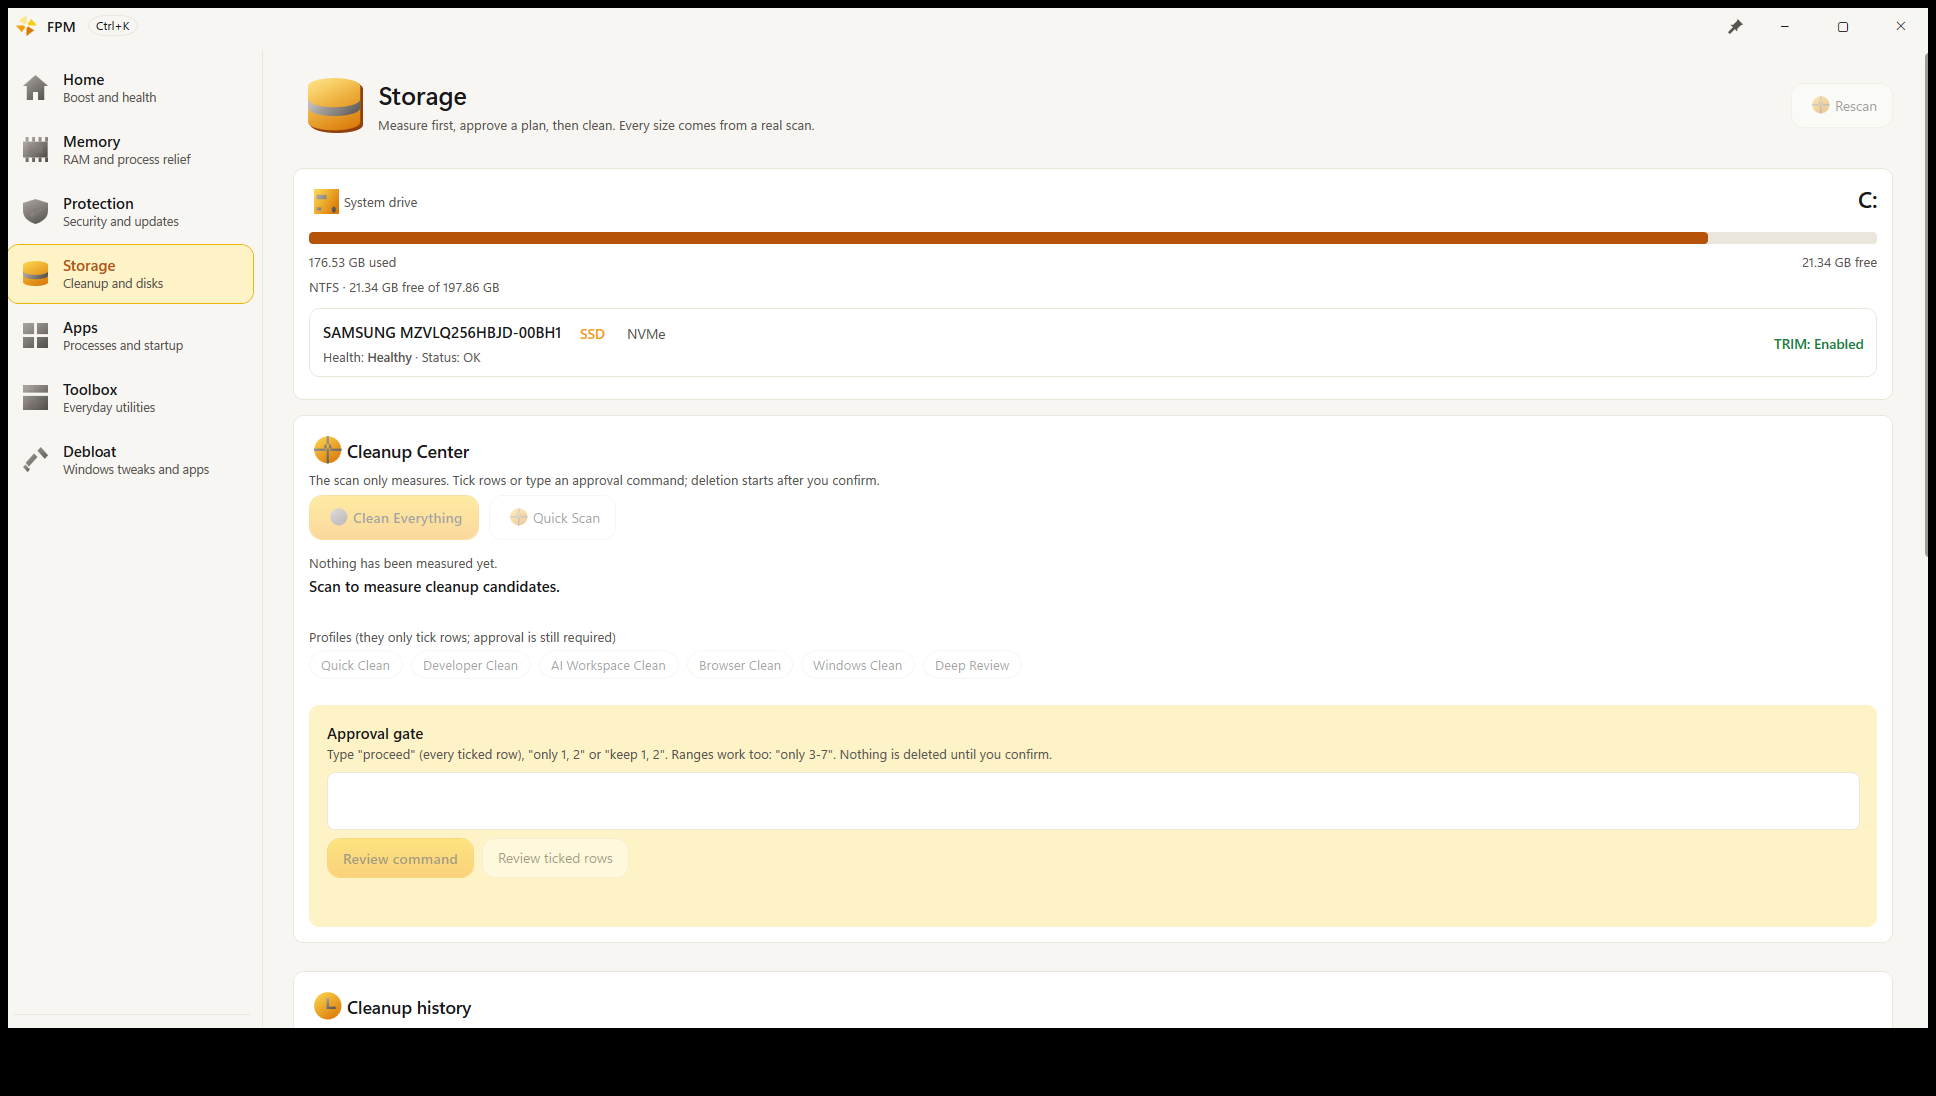 FPM Ctrl+K
Home
Boost and health
Memory
RAM and process relief
Protection
Security and updates
Storage
Cleanup and disks
Apps
Processes and startup
Toolbox
Everyday utilities
Debloat
Windows tweaks and apps
Storage
Measure first, approve a plan, then clean. Every size comes from a real scan.
Rescan
System drive
C:
176.53 GB used
21.34 GB free
NTFS · 21.34 GB free of 197.86 GB
SAMSUNG MZVLQ256HBJD-00BH1 SSD NVMe
Health: Healthy · Status: OK
TRIM: Enabled
Cleanup Center
The scan only measures. Tick rows or type an approval command; deletion starts after you confirm.
Clean Everything Quick Scan
Nothing has been measured yet.
Scan to measure cleanup candidates.
Profiles (they only tick rows; approval is still required)
Quick Clean Developer Clean AI Workspace Clean Browser Clean Windows Clean Deep Review
Approval gate
Type "proceed" (every ticked row), "only 1, 2" or "keep 1, 2". Ranges work too: "only 3-7". Nothing is deleted until you confirm.
Review command Review ticked rows
Cleanup history